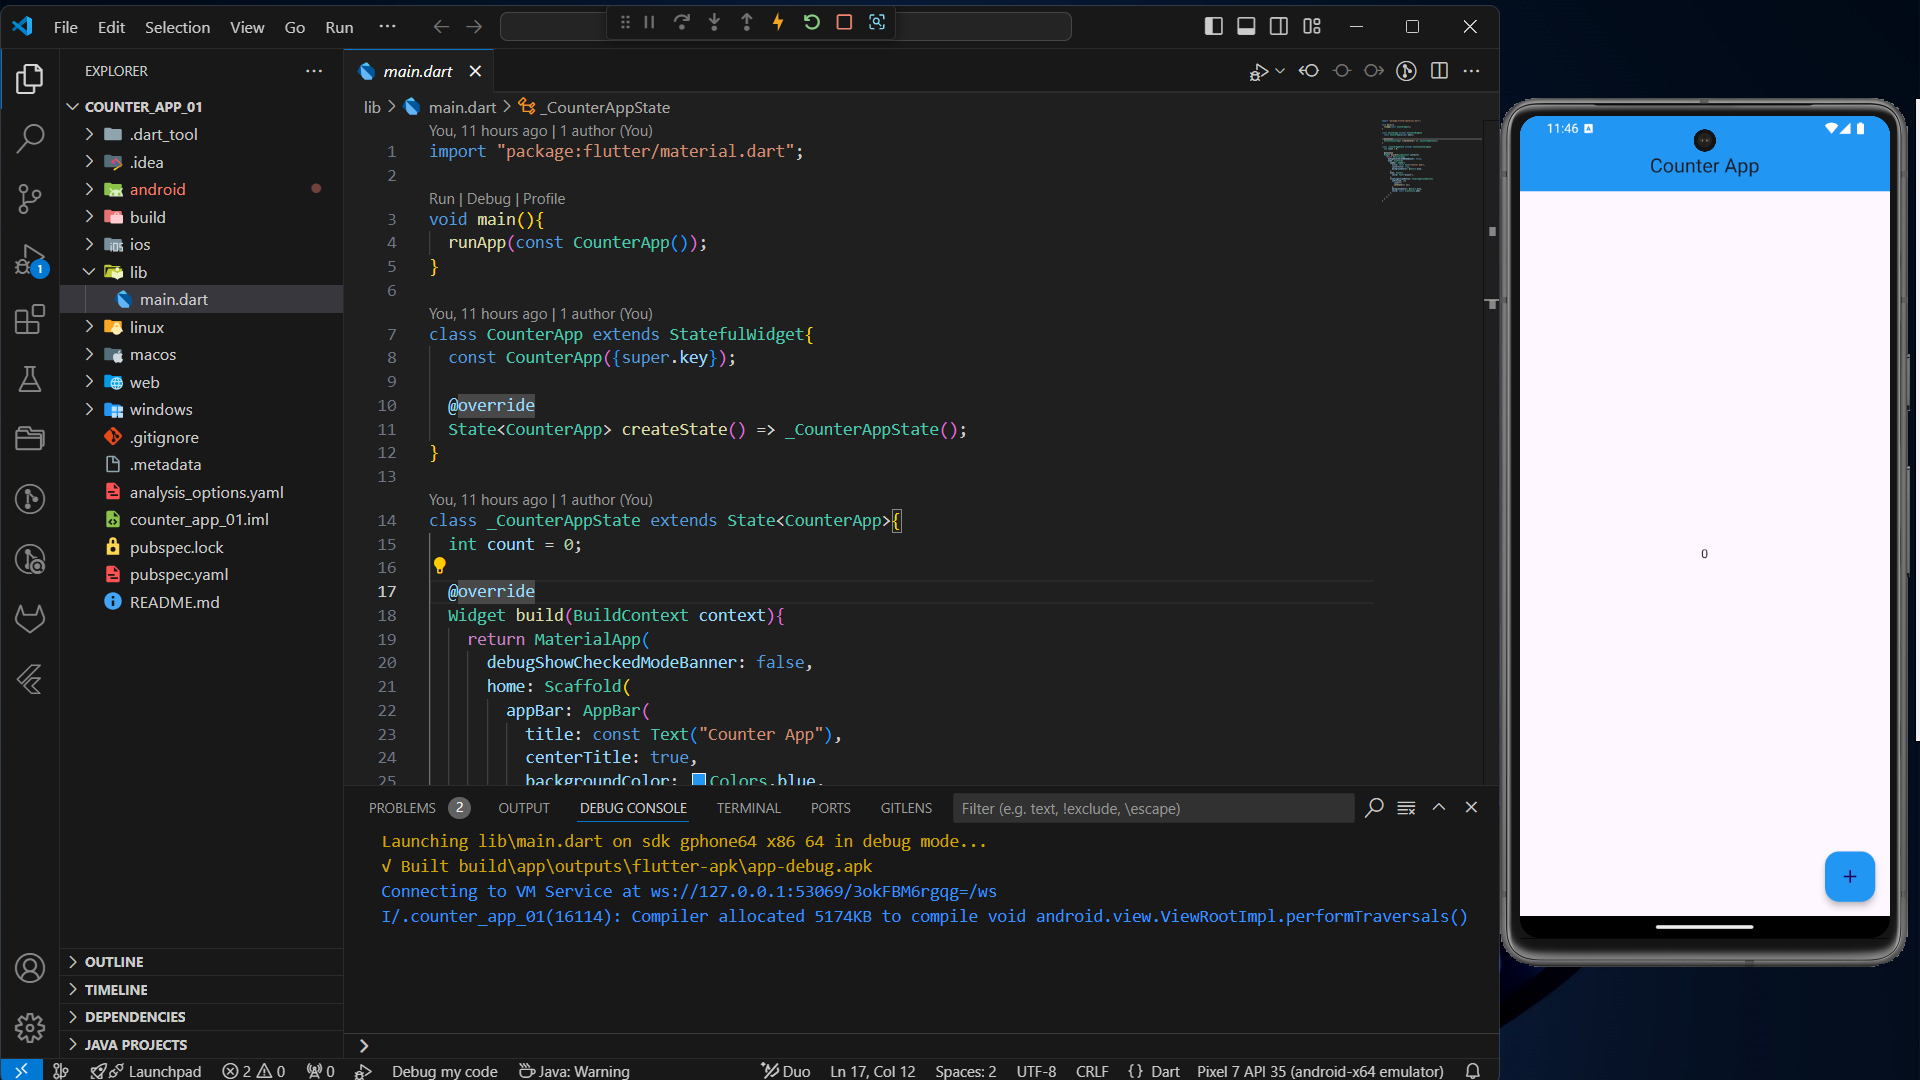 File Edit Selection View Go Run ···
EXPLORER
COUNTER_APP_01
.dart_tool
.idea
android
build
ios
lib
main.dart
linux
macos
web
windows
.gitignore
.metadata
analysis_options.yaml
counter_app_01.iml
pubspec.lock
pubspec.yaml
README.md
OUTLINE
TIMELINE
DEPENDENCIES
JAVA PROJECTS
1
main.dart
lib > main.dart > _CounterAppState
You, 11 hours ago | 1 author (You)
1 import "package:flutter/material.dart";
2
Run | Debug | Profile
3 void main(){
4 runApp(const CounterApp());
5 }
6
You, 11 hours ago | 1 author (You)
7 class CounterApp extends StatefulWidget{
8 const CounterApp({super.key});
9
10 @override
11 State<CounterApp> createState() => _CounterAppState();
12 }
13
You, 11 hours ago | 1 author (You)
14 class _CounterAppState extends State<CounterApp>{
15 int count = 0;
16
17 @override
18 Widget build(BuildContext context){
19 return MaterialApp(
20 debugShowCheckedModeBanner: false,
21 home: Scaffold(
22 appBar: AppBar(
23 title: const Text("Counter App"),
24 centerTitle: true,
25 backgroundColor: Colors.blue,
PROBLEMS 2 OUTPUT DEBUG CONSOLE TERMINAL PORTS GITLENS Filter (e.g. text, !exclude, \escape)
Launching lib\main.dart on sdk gphone64 x86 64 in debug mode...
√ Built build\app\outputs\flutter-apk\app-debug.apk
Connecting to VM Service at ws://127.0.0.1:53069/3okFBM6rgqg=/ws
I/.counter_app_01(16114): Compiler allocated 5174KB to compile void android.view.ViewRootImpl.performTraversals()
>
Launchpad 2 0 0 Debug my code Java: Warning Duo Ln 17, Col 12 Spaces: 2 UTF-8 CRLF {} Dart Pixel 7 API 35 (android-x64 emulator)
11:46
Counter App
0
+